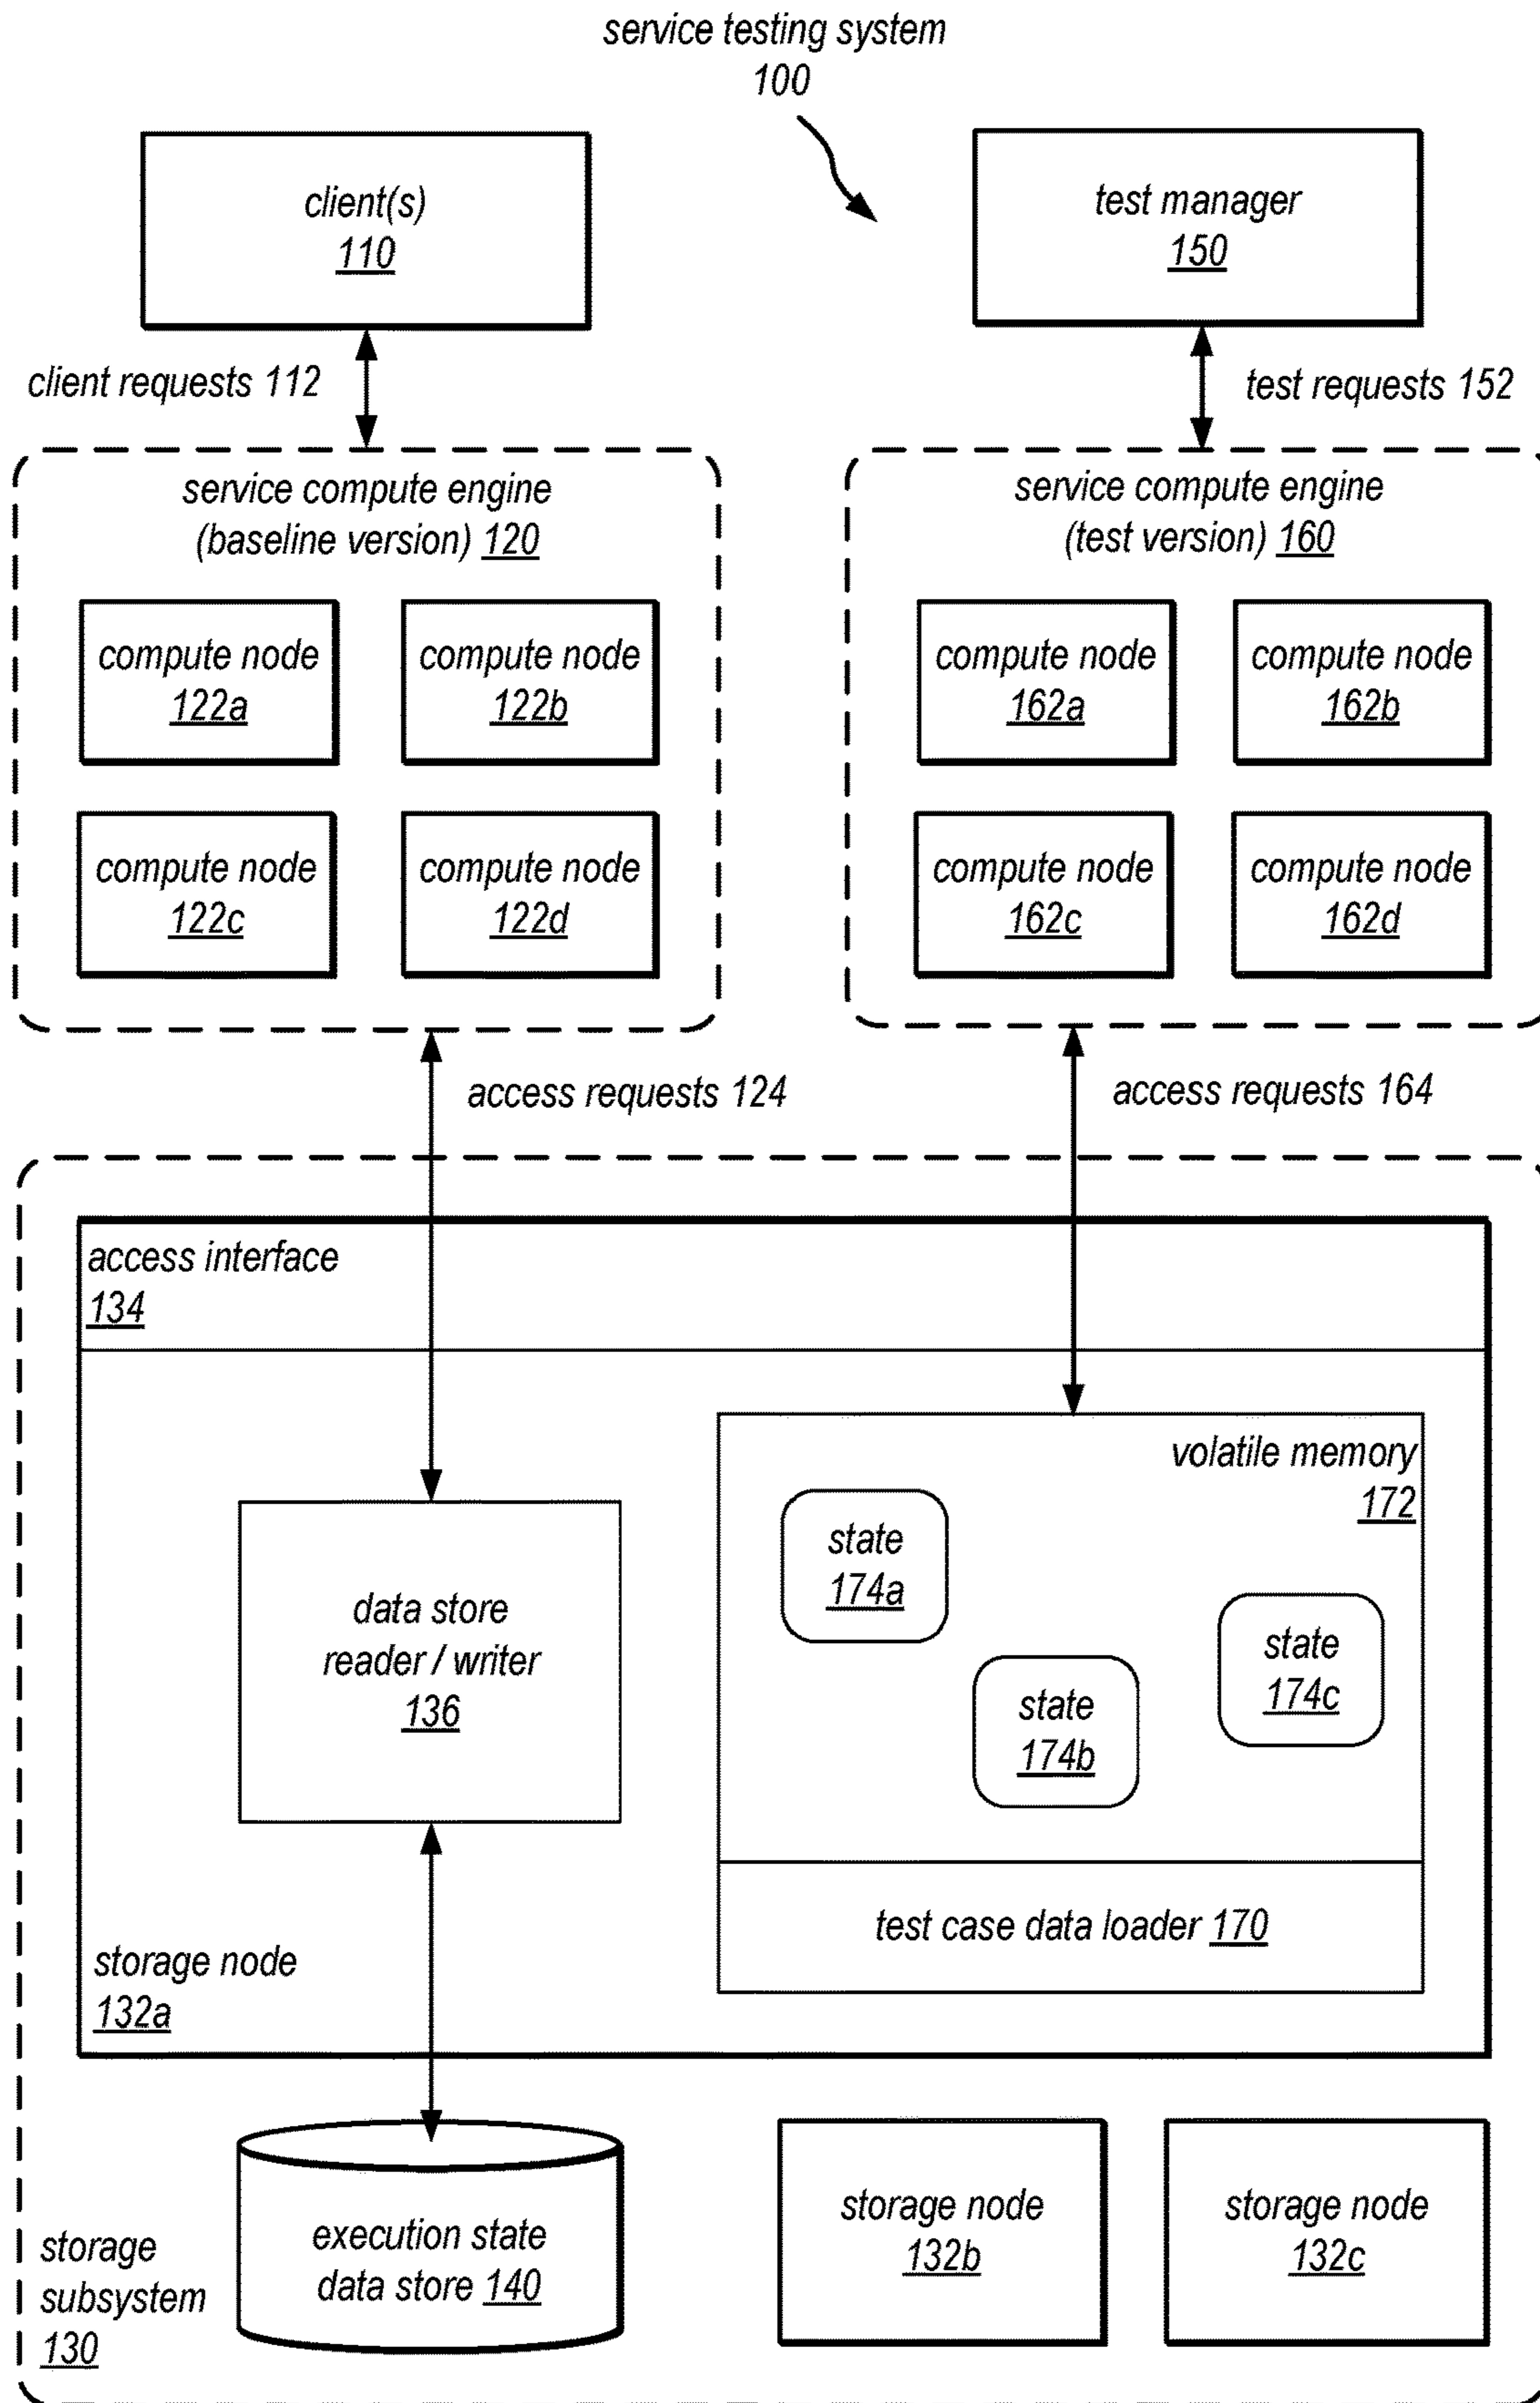 service testing system
100
client(s)
110
test manager
150
client requests 112
test requests 152
service compute engine
(baseline version) 120
compute node
122a
compute node
122b
compute node
122c
compute node
122d
service compute engine
(test version) 160
compute node
162a
compute node
162b
compute node
162c
compute node
162d
access requests 124
access requests 164
access interface
134
data store
reader / writer
136
volatile memory
172
state
174a
state
174b
state
174c
test case data loader 170
storage node
132a
execution state
data store 140
storage node
132b
storage node
132c
storage
subsystem
130